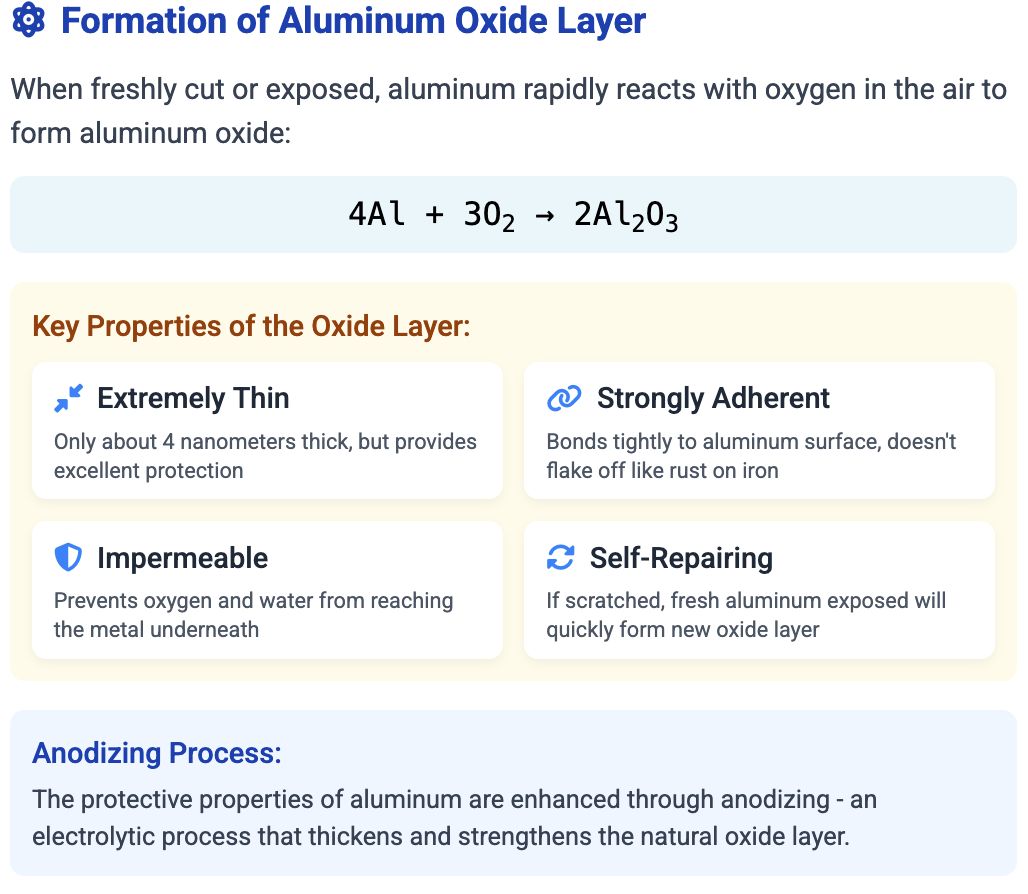 Formation of Aluminum Oxide Layer
When freshly cut or exposed, aluminum rapidly reacts with oxygen in the air to
form aluminum oxide:
4Al + 3O₂ → 2Al₂O₃
Key Properties of the Oxide Layer:
Extremely Thin
Only about 4 nanometers thick, but provides
excellent protection
Strongly Adherent
Bonds tightly to aluminum surface, doesn't
flake off like rust on iron
Impermeable
Prevents oxygen and water from reaching
the metal underneath
Self-Repairing
If scratched, fresh aluminum exposed will
quickly form new oxide layer
Anodizing Process:
The protective properties of aluminum are enhanced through anodizing - an
electrolytic process that thickens and strengthens the natural oxide layer.